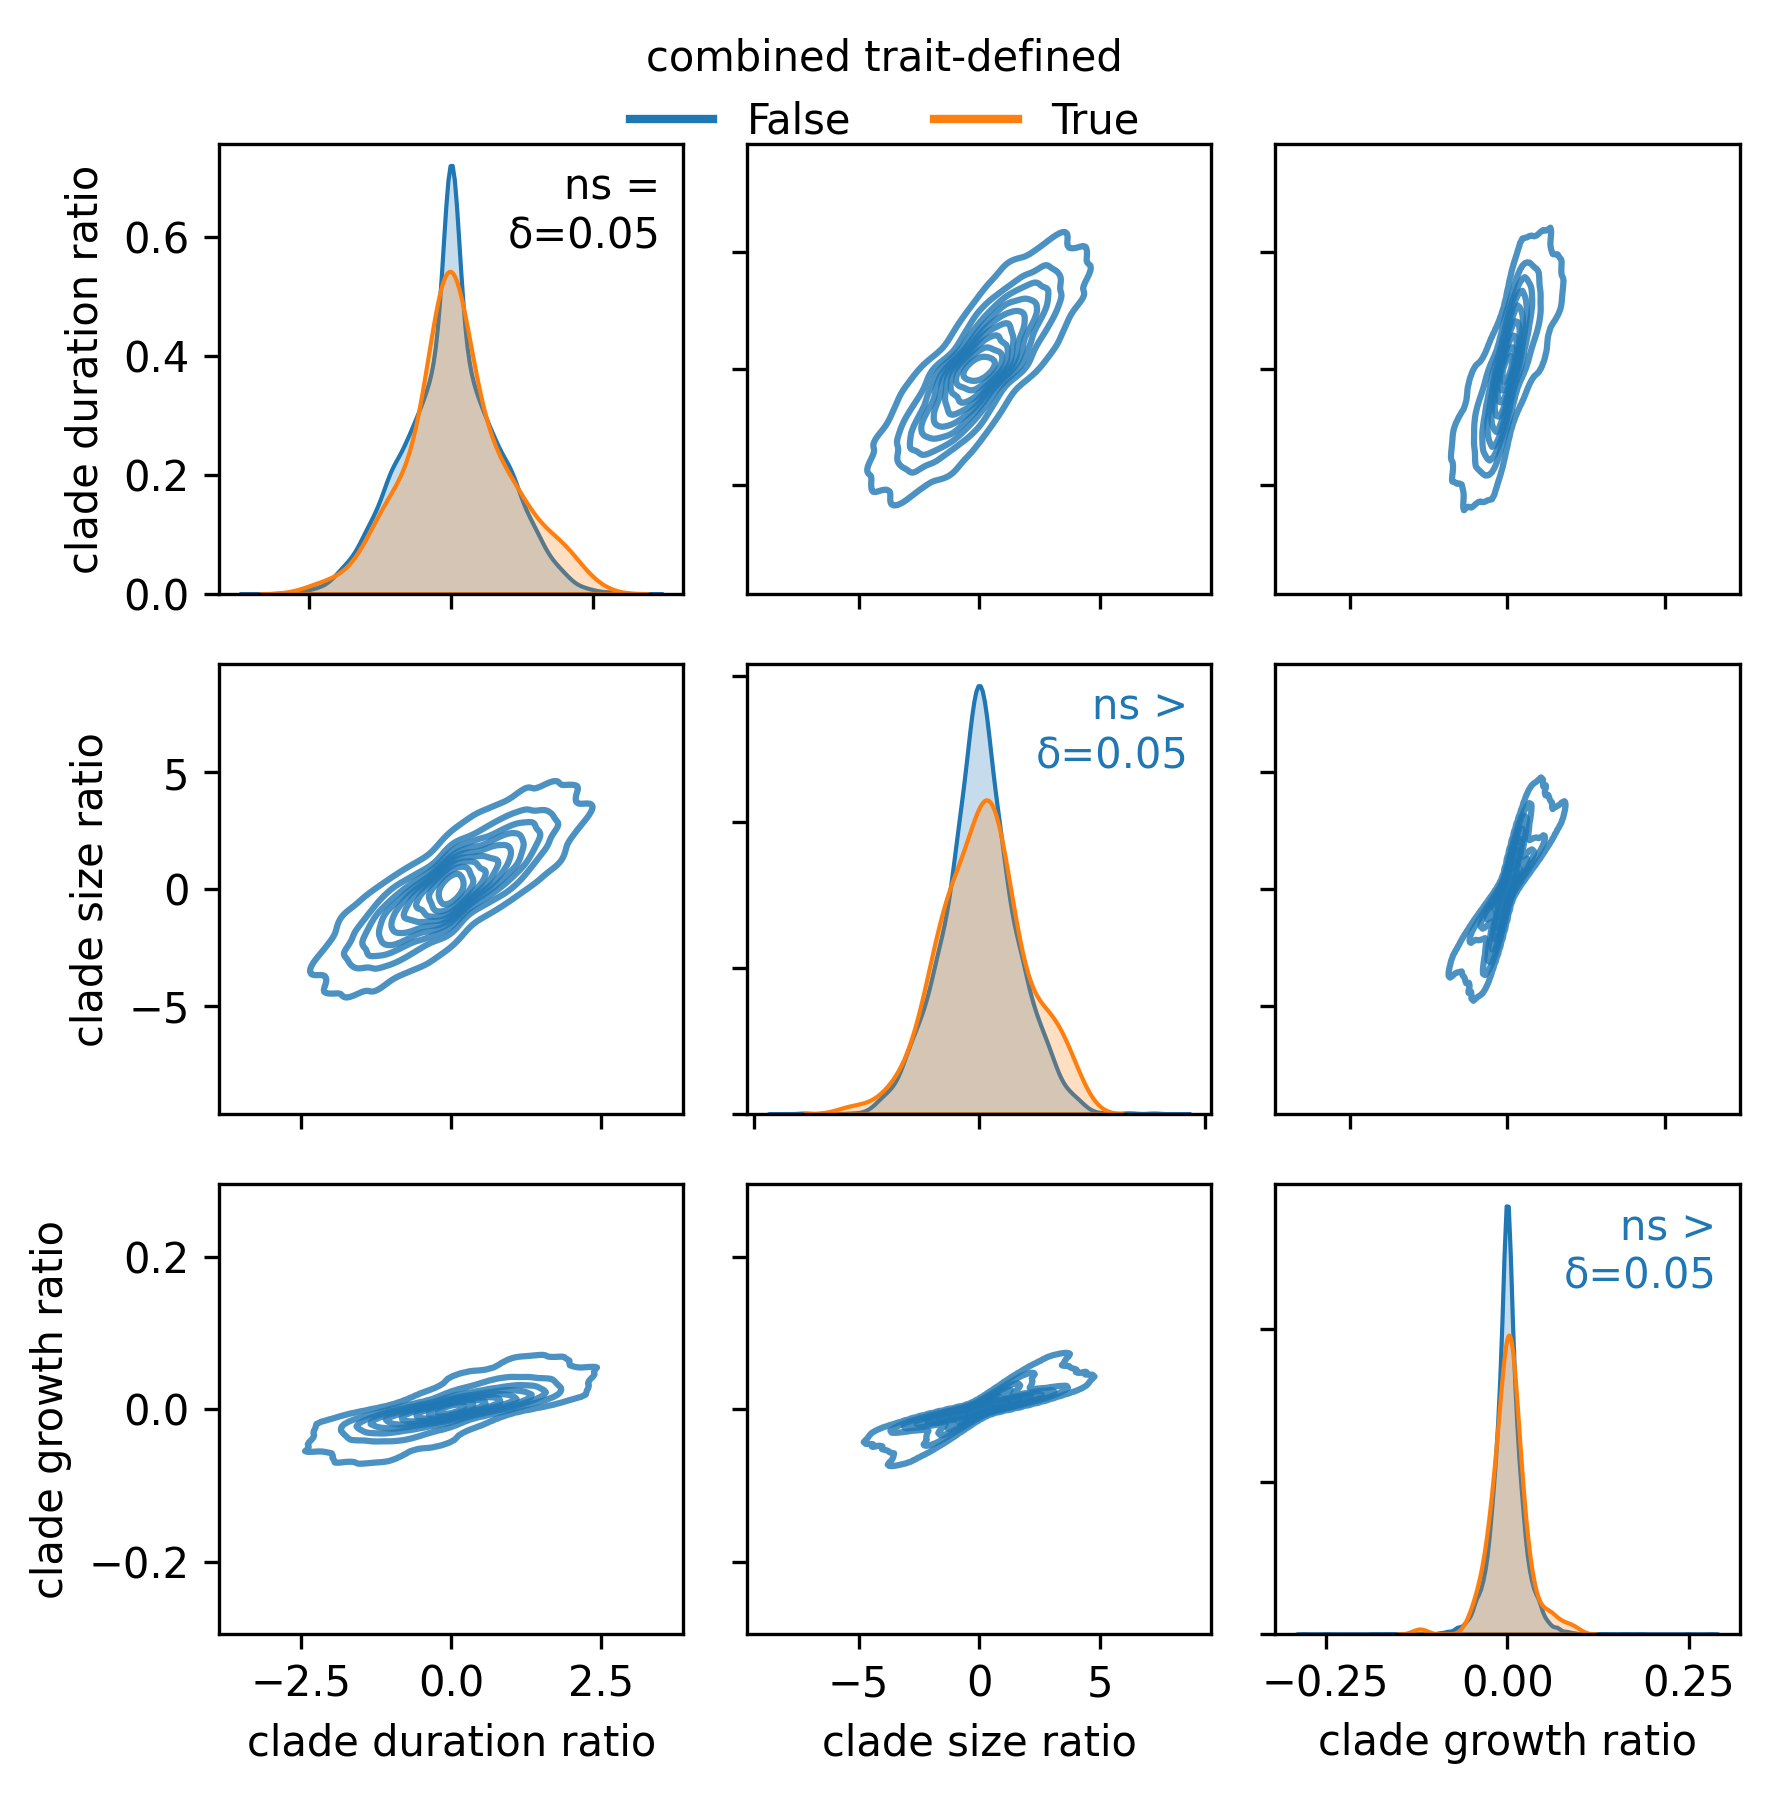 combined trait-defined
False True
clade duration ratio
0.6
0.4
0.2
0.0
ns =
δ=0.05
clade size ratio
5
0
−5
ns >
δ=0.05
clade growth ratio
0.2
0.0
−0.2
ns >
δ=0.05
−2.5 0.0 2.5
clade duration ratio
−5 0 5
clade size ratio
−0.25 0.00 0.25
clade growth ratio